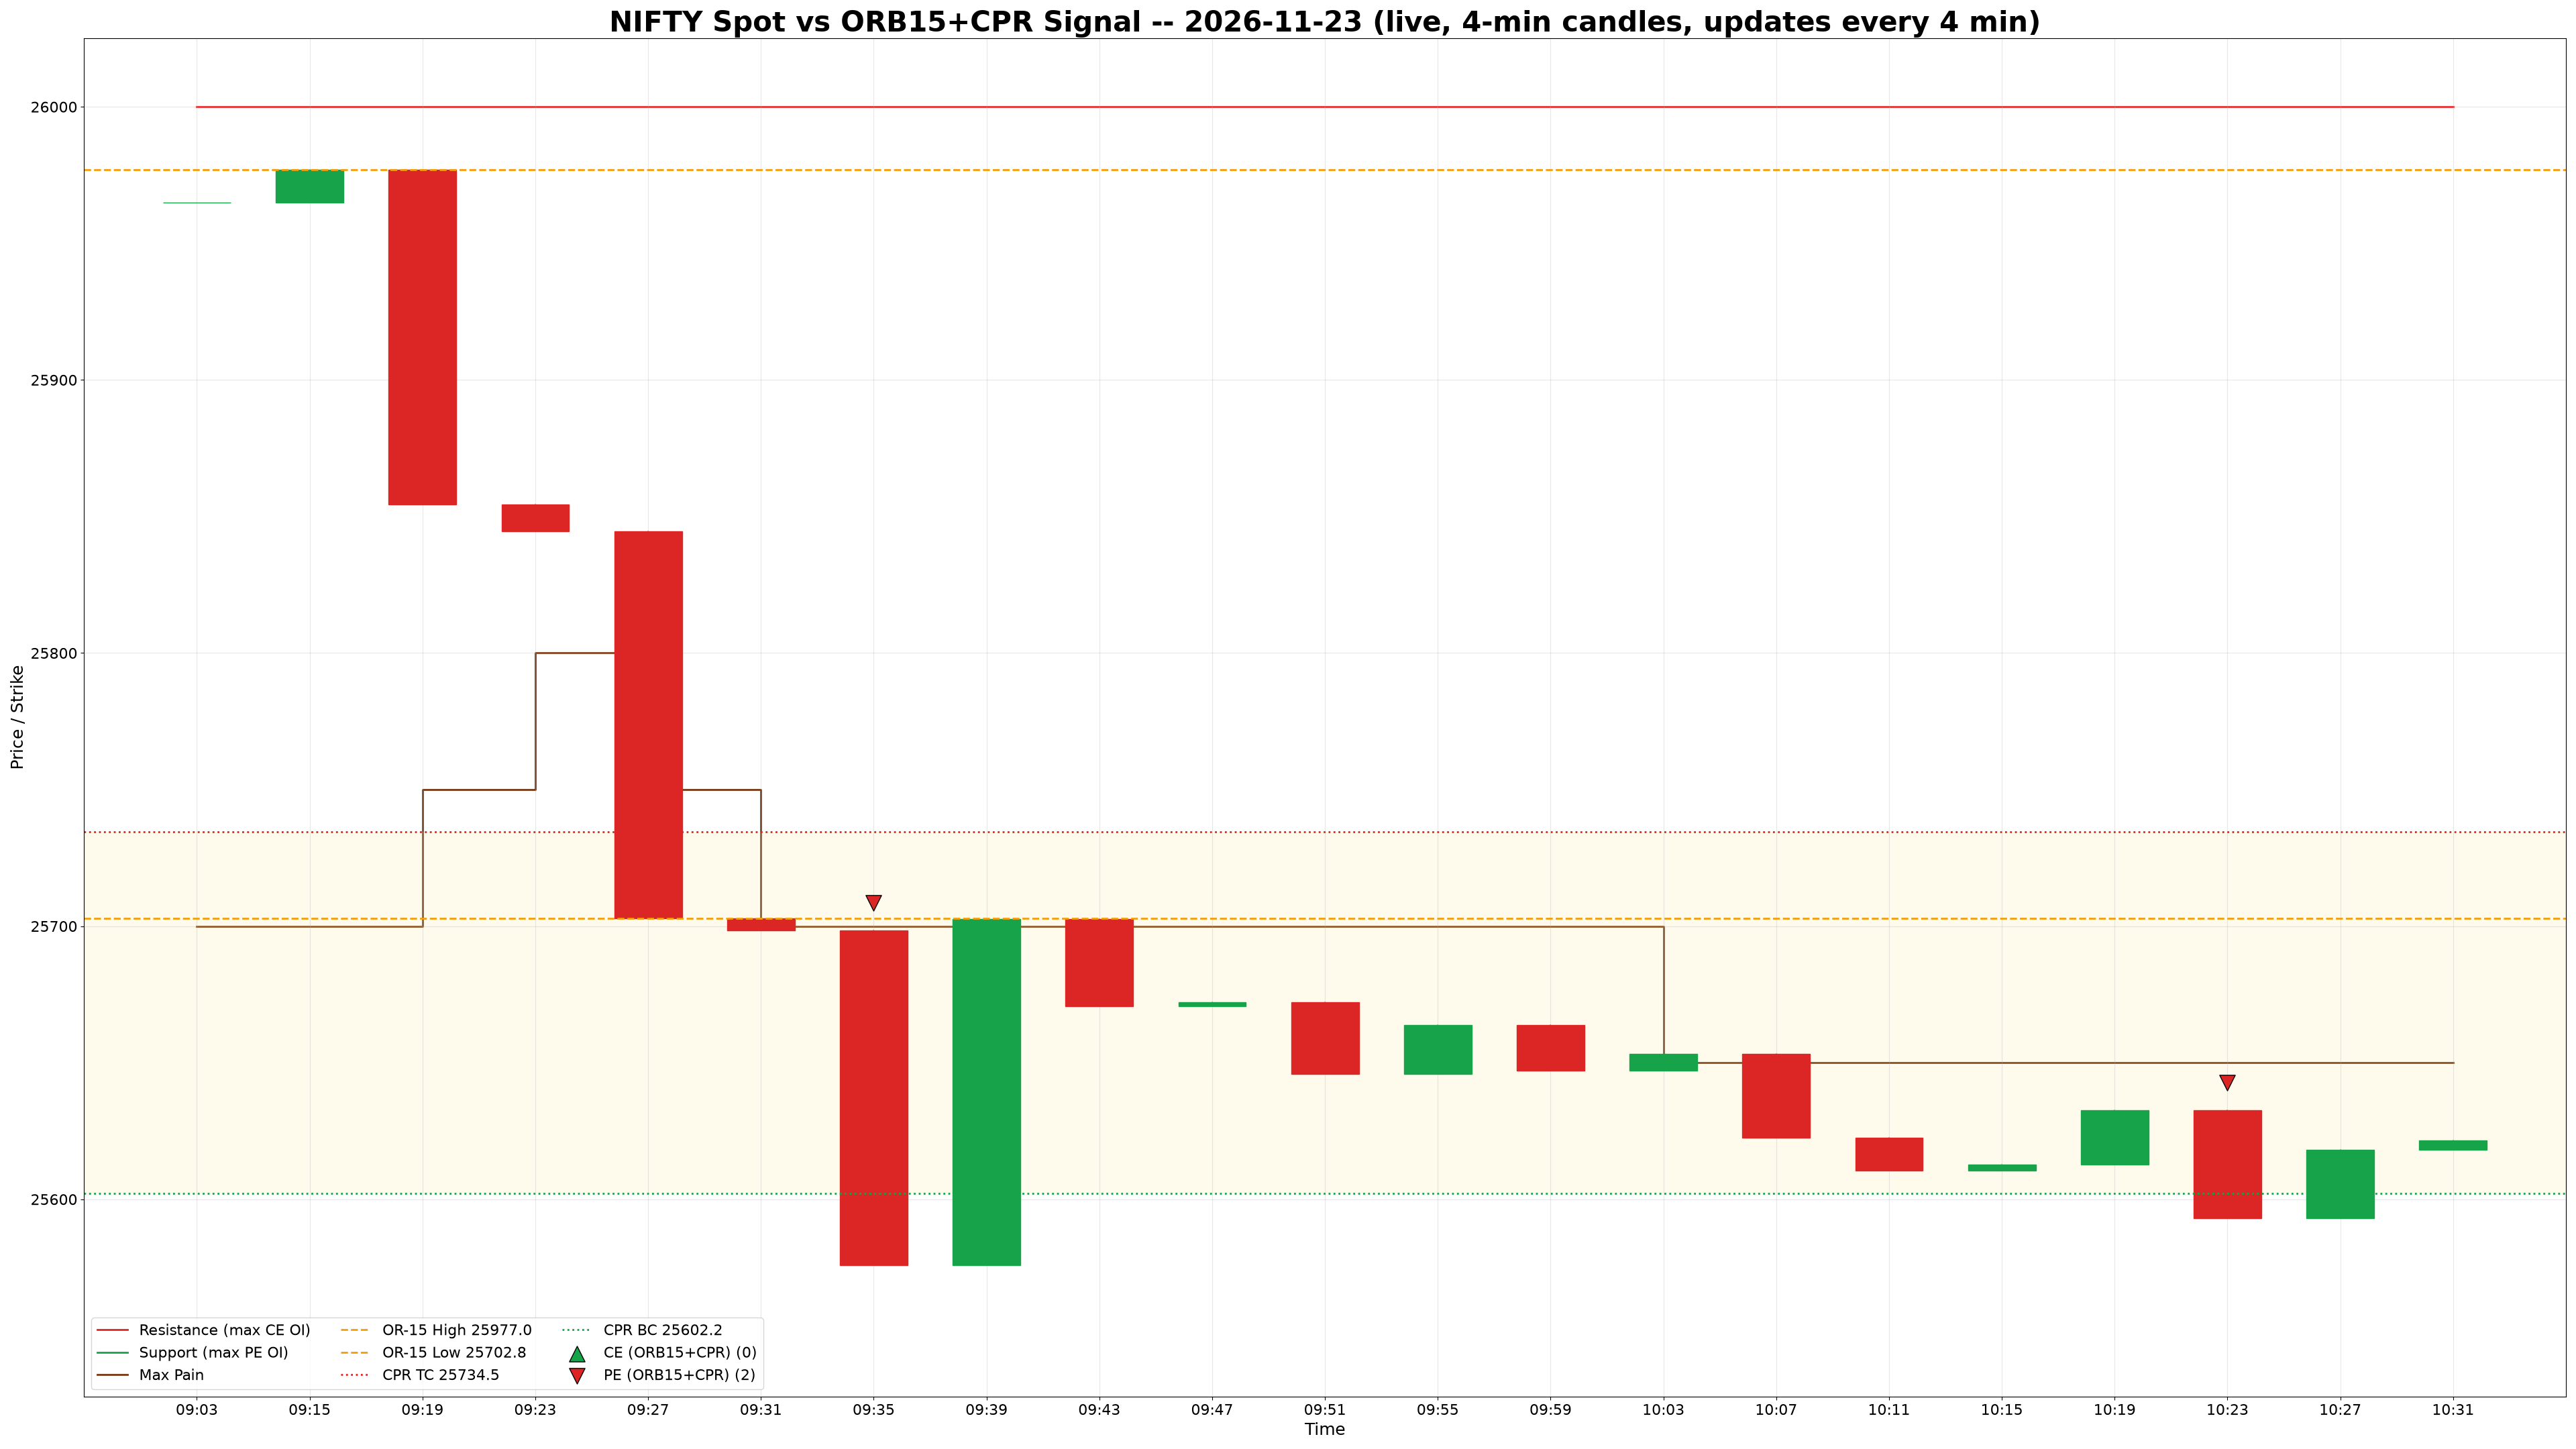 NIFTY Spot vs ORB15+CPR Signal -- 2026-11-23 (live, 4-min candles, updates every 4 min)
Price / Strike
26000
25900
25800
25700
25600
Resistance (max CE OI)
Support (max PE OI)
Max Pain
OR-15 High 25977.0
OR-15 Low 25702.8
CPR TC 25734.5
CPR BC 25602.2
CE (ORB15+CPR) (0)
PE (ORB15+CPR) (2)
09:03 09:15 09:19 09:23 09:27 09:31 09:35 09:39 09:43 09:47 09:51 09:55 09:59 10:03 10:07 10:11 10:15 10:19 10:23 10:27 10:31
Time